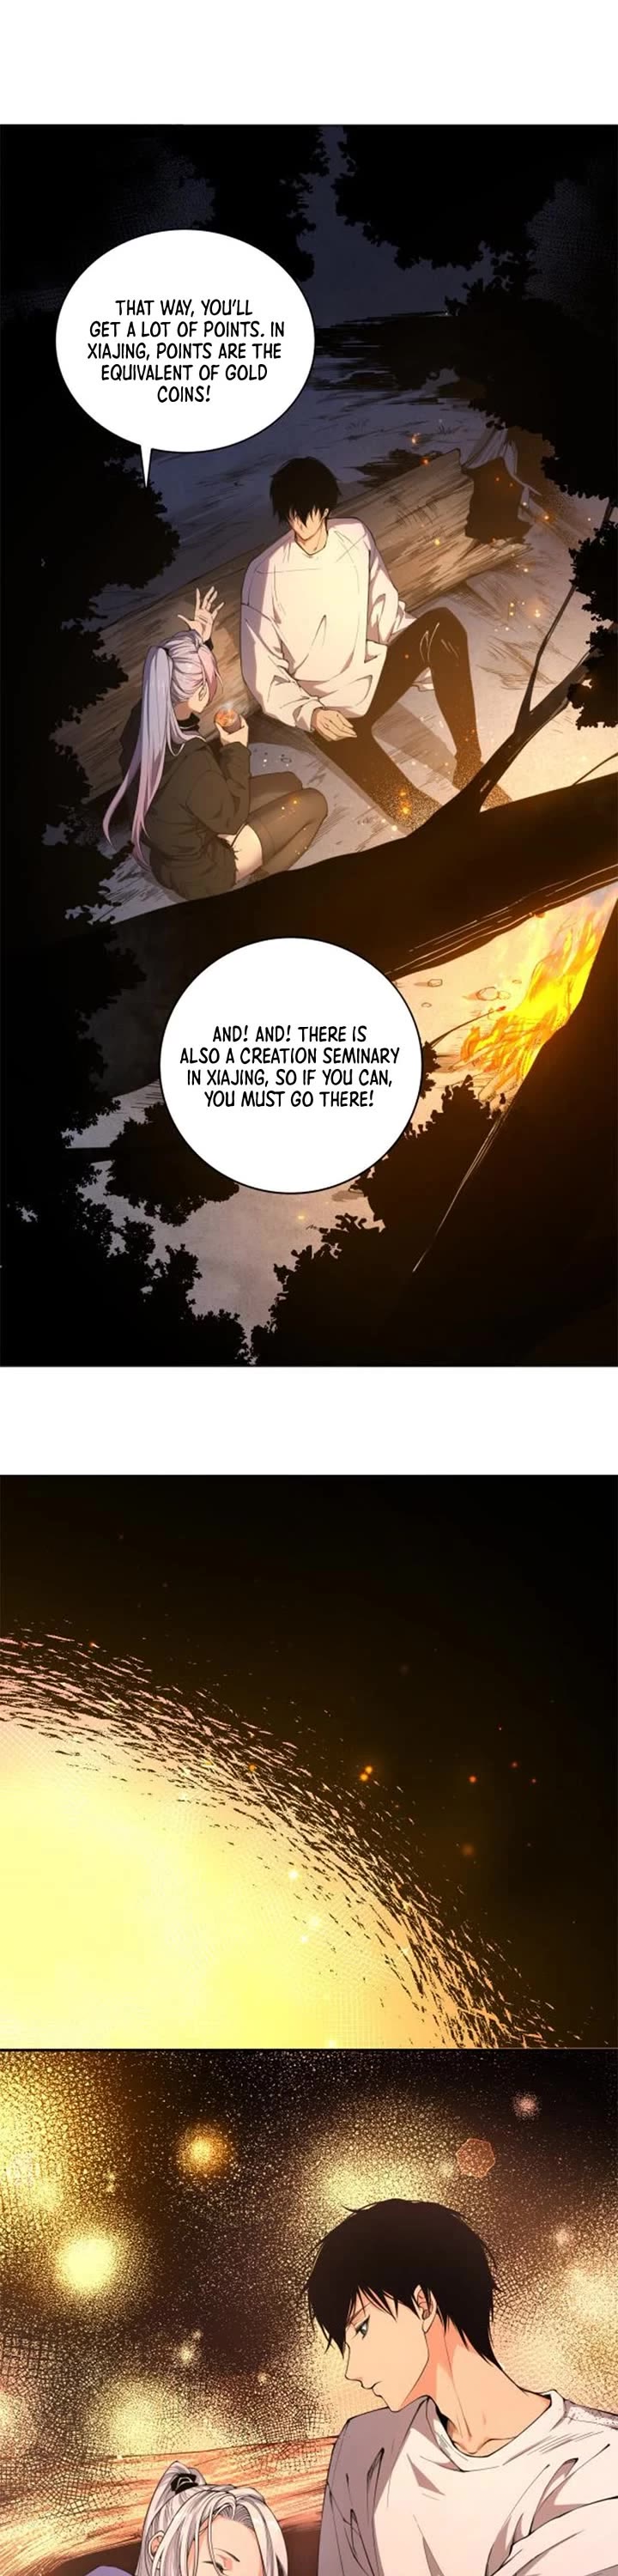 THAT WAY, YOU'LL
GET A LOT OF POINTS. IN
XIAJING, POINTS ARE THE
EQUIVALENT OF GOLD
COINS!
AND! AND! THERE IS
ALSO A CREATION SEMINARY
IN XIAJING, SO IF YOU CAN,
YOU MUST GO THERE!